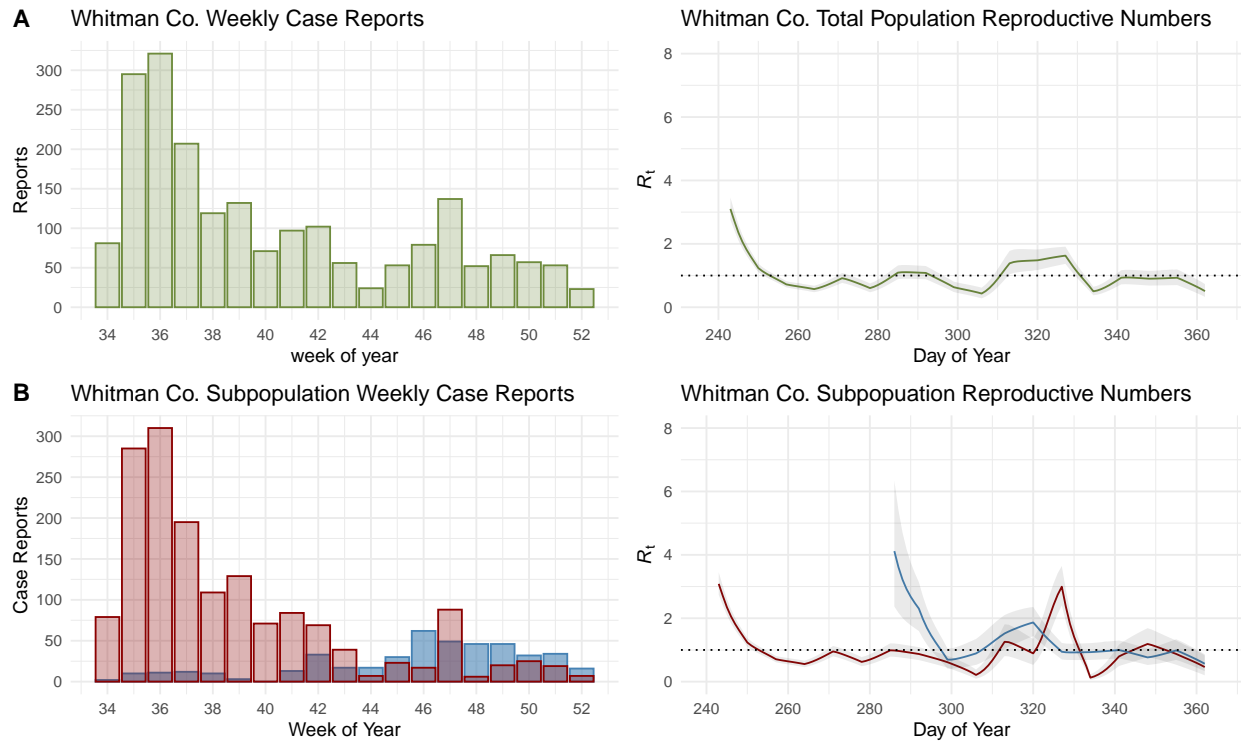 A
Whitman Co. Weekly Case Reports
Reports
300
250
200
150
100
50
0
34 36 38 40 42 44 46 48 50 52
week of year
Whitman Co. Total Population Reproductive Numbers
Rt
8
6
4
2
0
240 260 280 300 320 340 360
Day of Year
B
Whitman Co. Subpopulation Weekly Case Reports
Case Reports
300
250
200
150
100
50
0
34 36 38 40 42 44 46 48 50 52
Week of Year
Whitman Co. Subpopuation Reproductive Numbers
Rt
8
6
4
2
0
240 260 280 300 320 340 360
Day of Year